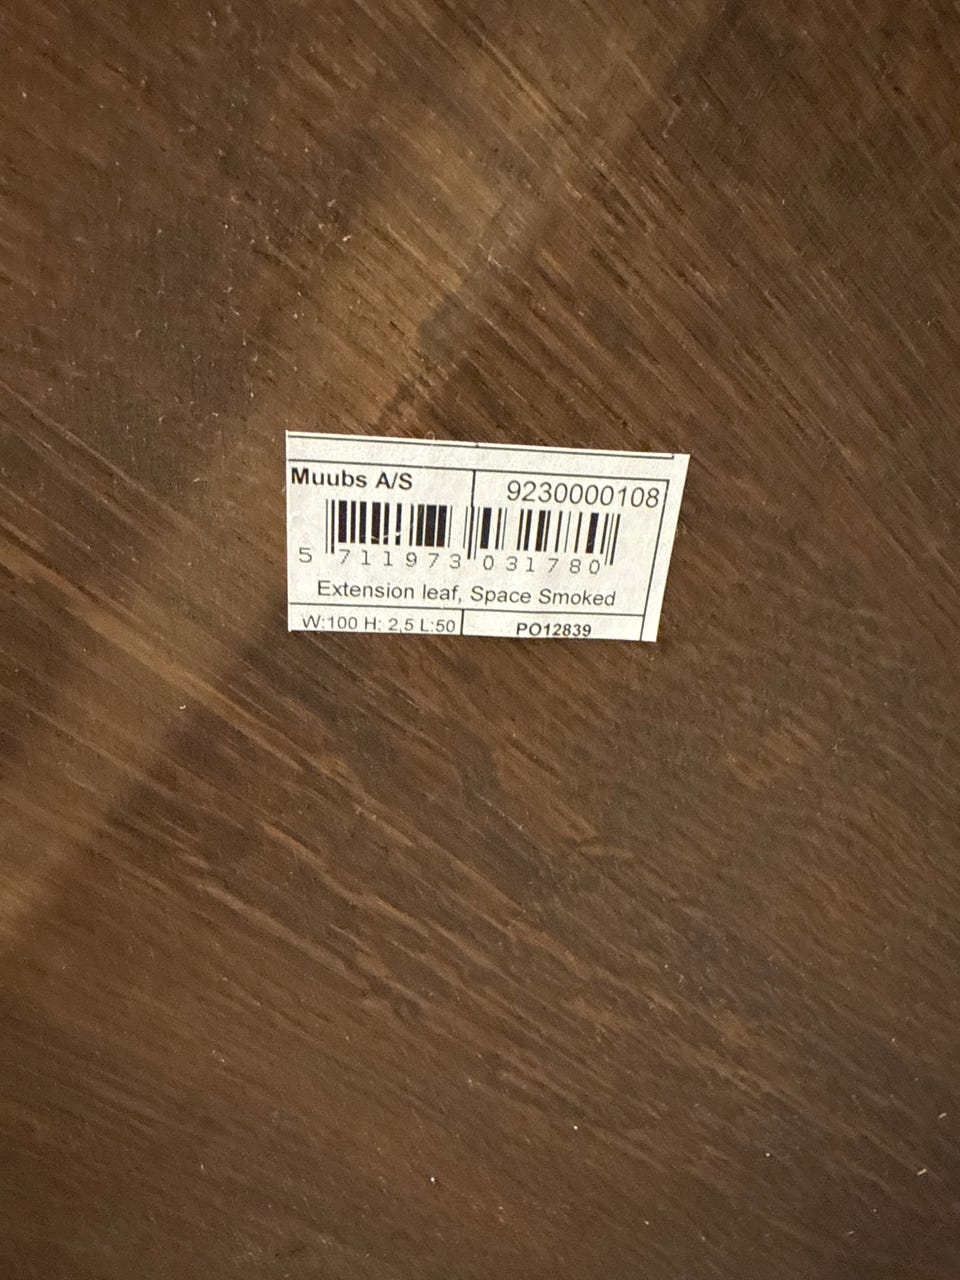 Muubs A/S
9230000108
5 711973 031780
Extension leaf, Space Smoked
W:100 H: 2,5 L:50
PO12839